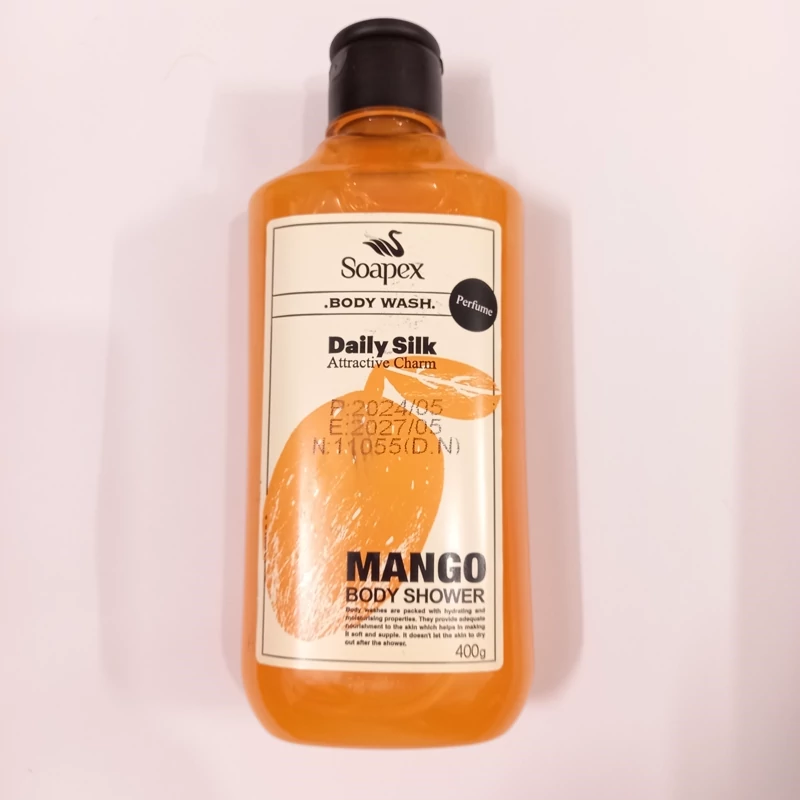 Soapex
.BODY WASH.
Perfume
Daily Silk
Attractive Charm
P:2024/05
E:2027/05
N:11055(D.N)
MANGO
BODY SHOWER
Body washes are packed with hydrating and
moisturising properties. They provide adequate
nourishment to the skin which helps in making
it soft and supple. It doesn't let the skin to dry
out after the shower.
400g